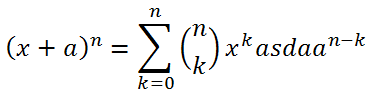 (x + a)^n = \sum_{k=0}^{n} \binom{n}{k} x^k asdaa^{n-k}